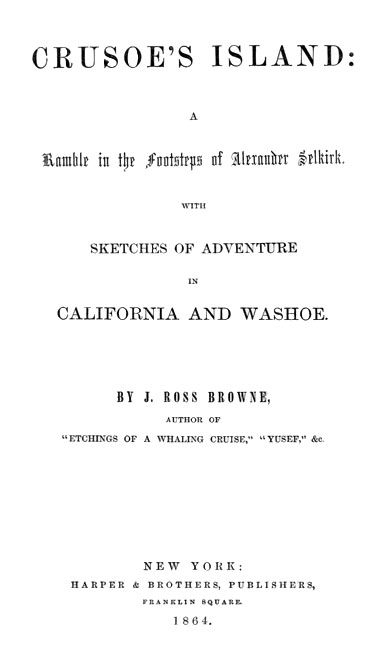 CRUSOE'S ISLAND:
A
Ramble in the Footsteps of Alexander Selkirk.
WITH
SKETCHES OF ADVENTURE
IN
CALIFORNIA AND WASHOE.
BY J. ROSS BROWNE,
AUTHOR OF
"ETCHINGS OF A WHALING CRUISE," "YUSEF," &c.
NEW YORK:
HARPER & BROTHERS, PUBLISHERS,
FRANKLIN SQUARE.
1864.